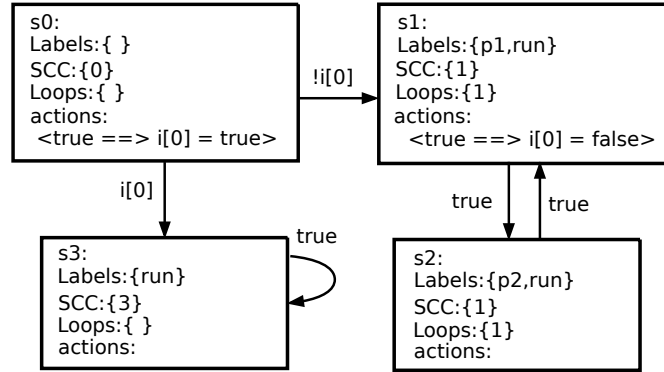 s0:
Labels:{ }
SCC:{0}
Loops:{ }
actions:
<true ==> i[0] = true>
!i[0]
s1:
Labels:{p1,run}
SCC:{1}
Loops:{1}
actions:
<true ==> i[0] = false>
i[0]
true
true
true
s3:
Labels:{run}
SCC:{3}
Loops:{ }
actions:
s2:
Labels:{p2,run}
SCC:{1}
Loops:{1}
actions: